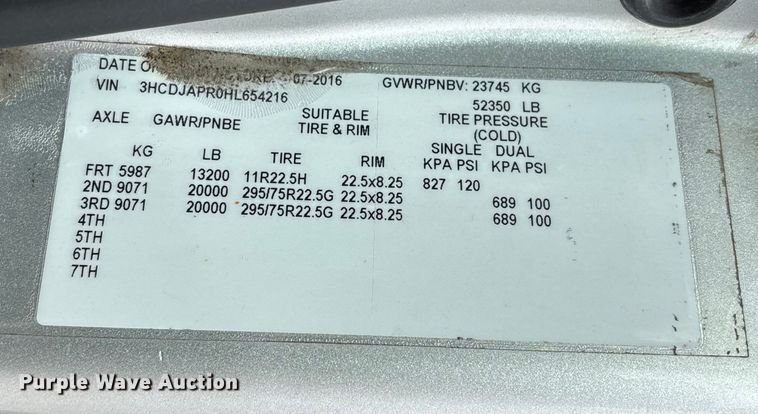 DATE OF 07-2016 GVWR/PNBV: 23745 KG
VIN 3HCDJAPR0HL654216 52350 LB
AXLE GAWR/PNBE SUITABLE TIRE PRESSURE
TIRE & RIM (COLD)
SINGLE DUAL
KG LB TIRE RIM KPA PSI KPA PSI
FRT 5987 13200 11R22.5H 22.5x8.25 827 120
2ND 9071 20000 295/75R22.5G 22.5x8.25 689 100
3RD 9071 20000 295/75R22.5G 22.5x8.25 689 100
4TH
5TH
6TH
7TH
Purple Wave Auction